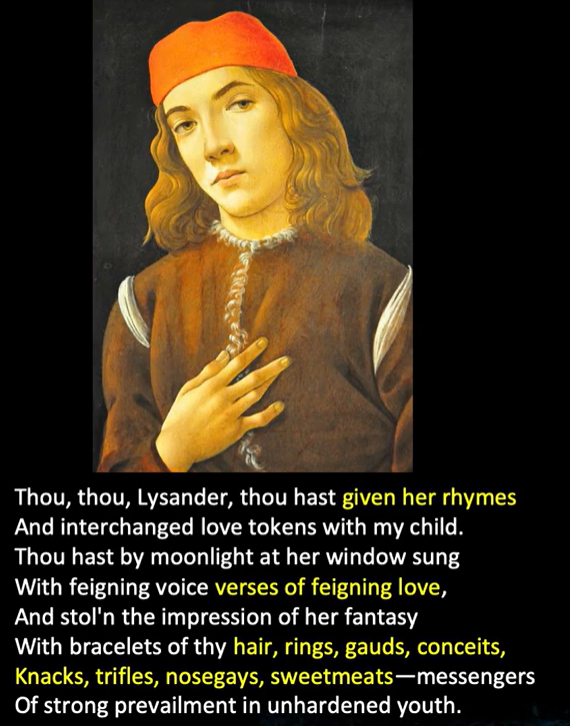 Thou, thou, Lysander, thou hast given her rhymes
And interchanged love tokens with my child.
Thou hast by moonlight at her window sung
With feigning voice verses of feigning love,
And stol'n the impression of her fantasy
With bracelets of thy hair, rings, gauds, conceits,
Knacks, trifles, nosegays, sweetmeats—messengers
Of strong prevailment in unhardened youth.